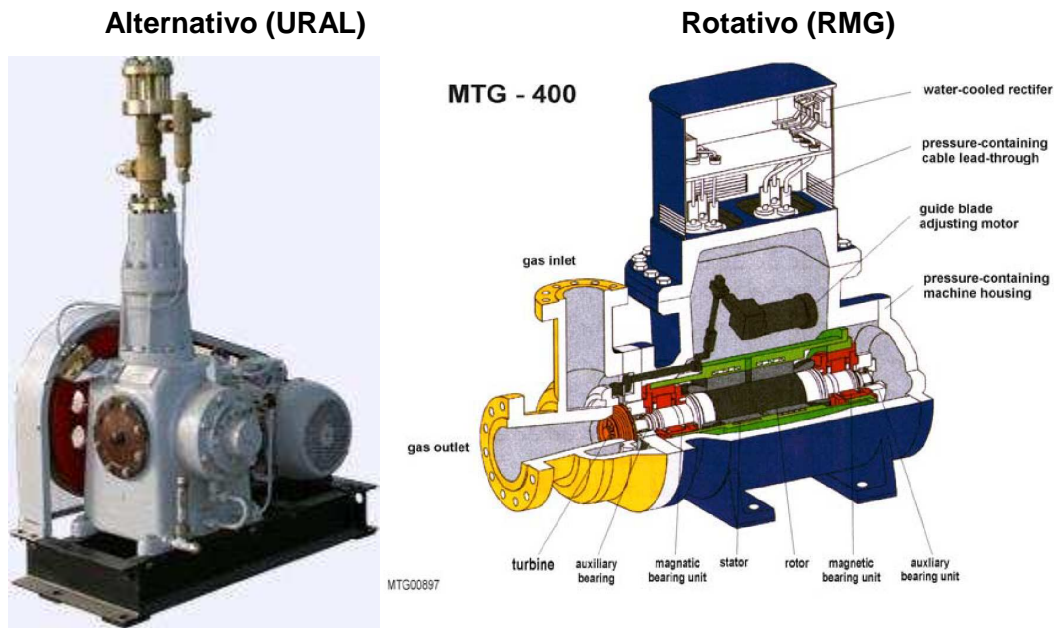 Alternativo (URAL)
Rotativo (RMG)
MTG - 400
water-cooled rectifer
pressure-containing
cable lead-through
guide blade
adjusting motor
gas inlet
pressure-containing
machine housing
gas outlet
turbine
auxiliary
bearing
magnatic
bearing unit
stator
rotor
magnetic
bearing unit
auxliary
bearing unit
MTG00897